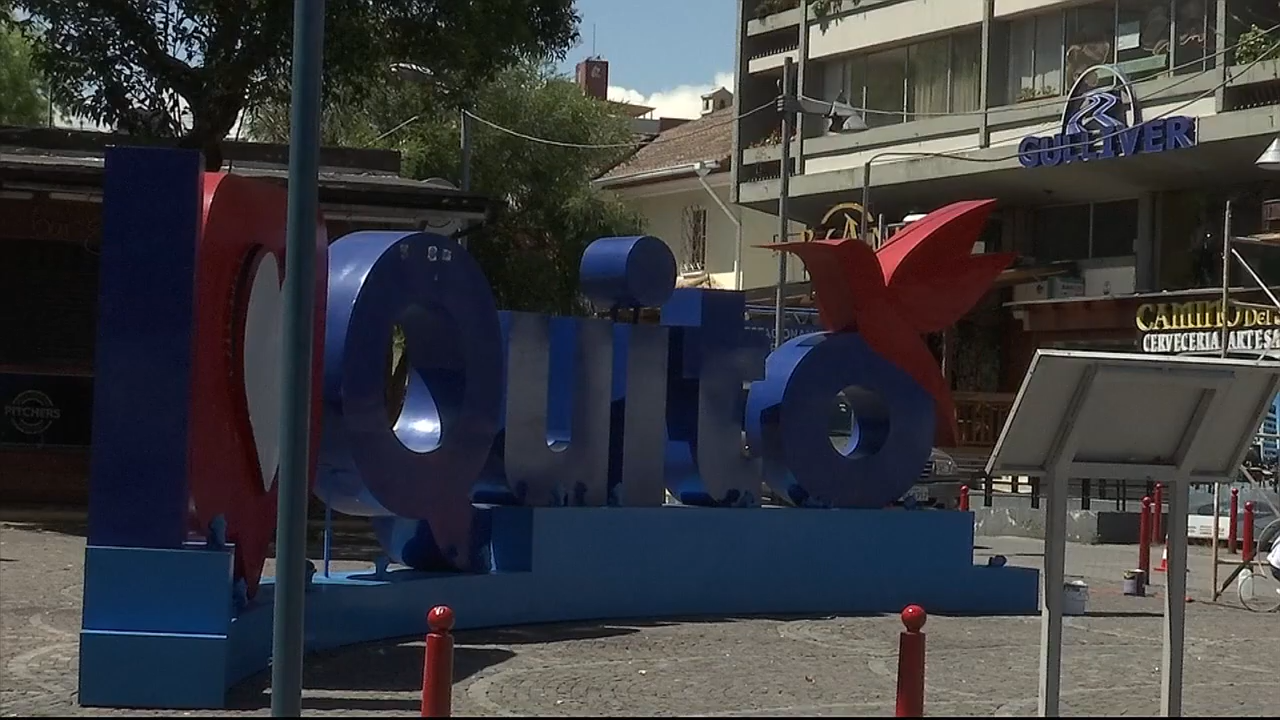 I Quito
GULLIVER
CAMINO Del
CERVECERIA ARTESA
PITCHERS